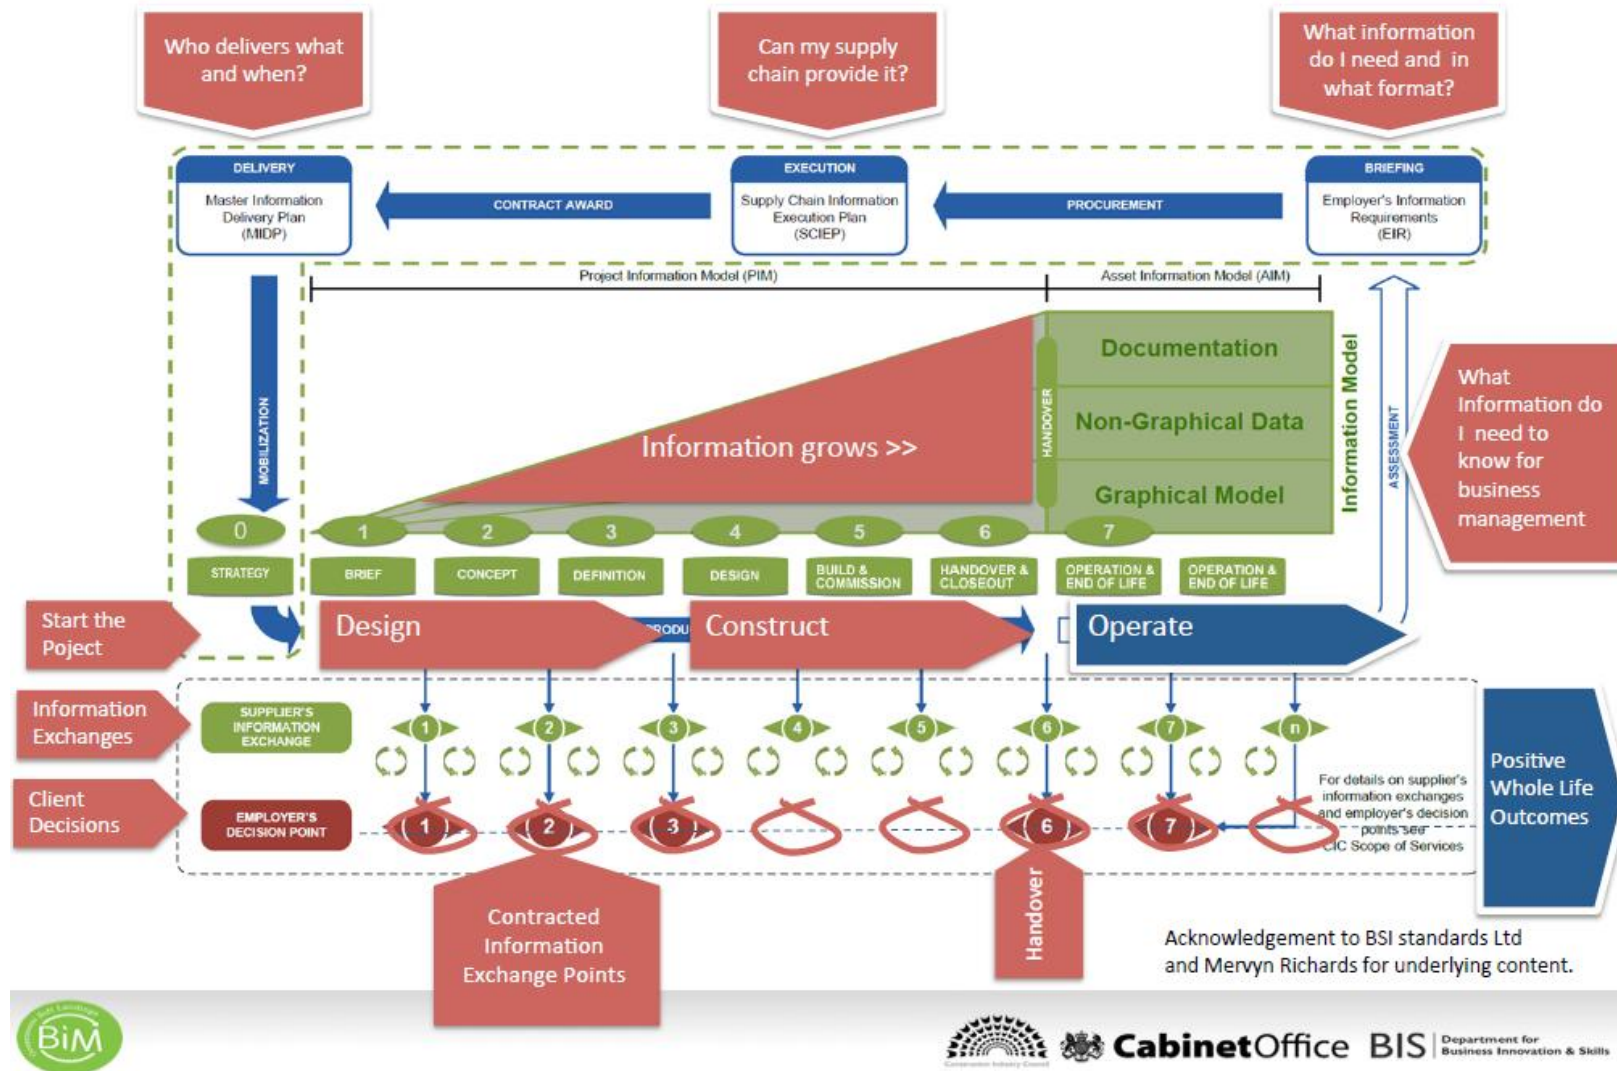 Who delivers what
and when?
Can my supply
chain provide it?
What information
do I need and in
what format?
DELIVERY
Master Information
Delivery Plan
(MIDP)
CONTRACT AWARD
EXECUTION
Supply Chain Information
Execution Plan
(SCIEP)
PROCUREMENT
BRIEFING
Employer's Information
Requirements
(EIR)
Project Information Model (PIM)
Asset Information Model (AIM)
MOBILIZATION
Information grows >>
HANDOVER
Documentation
Non-Graphical Data
Graphical Model
Information Model
ASSESSMENT
What
Information do
I need to
know for
business
management
0
1
2
3
4
5
6
7
STRATEGY
BRIEF
CONCEPT
DEFINITION
DESIGN
BUILD &
COMMISSION
HANDOVER &
CLOSEOUT
OPERATION &
END OF LIFE
OPERATION &
END OF LIFE
Start the
Poject
Design
PRODU
Construct
Operate
Information
Exchanges
SUPPLIER'S
INFORMATION
EXCHANGE
1
2
3
4
5
6
7
n
Client
Decisions
EMPLOYER'S
DECISION POINT
1
2
3
6
7
For details on supplier's
information exchanges
and employer's decision
points see
CIC Scope of Services
Positive
Whole Life
Outcomes
Contracted
Information
Exchange Points
Handover
Acknowledgement to BSI standards Ltd
and Mervyn Richards for underlying content.
BiM
Construction Industry Council
CabinetOffice
BIS
Department for
Business Innovation & Skills